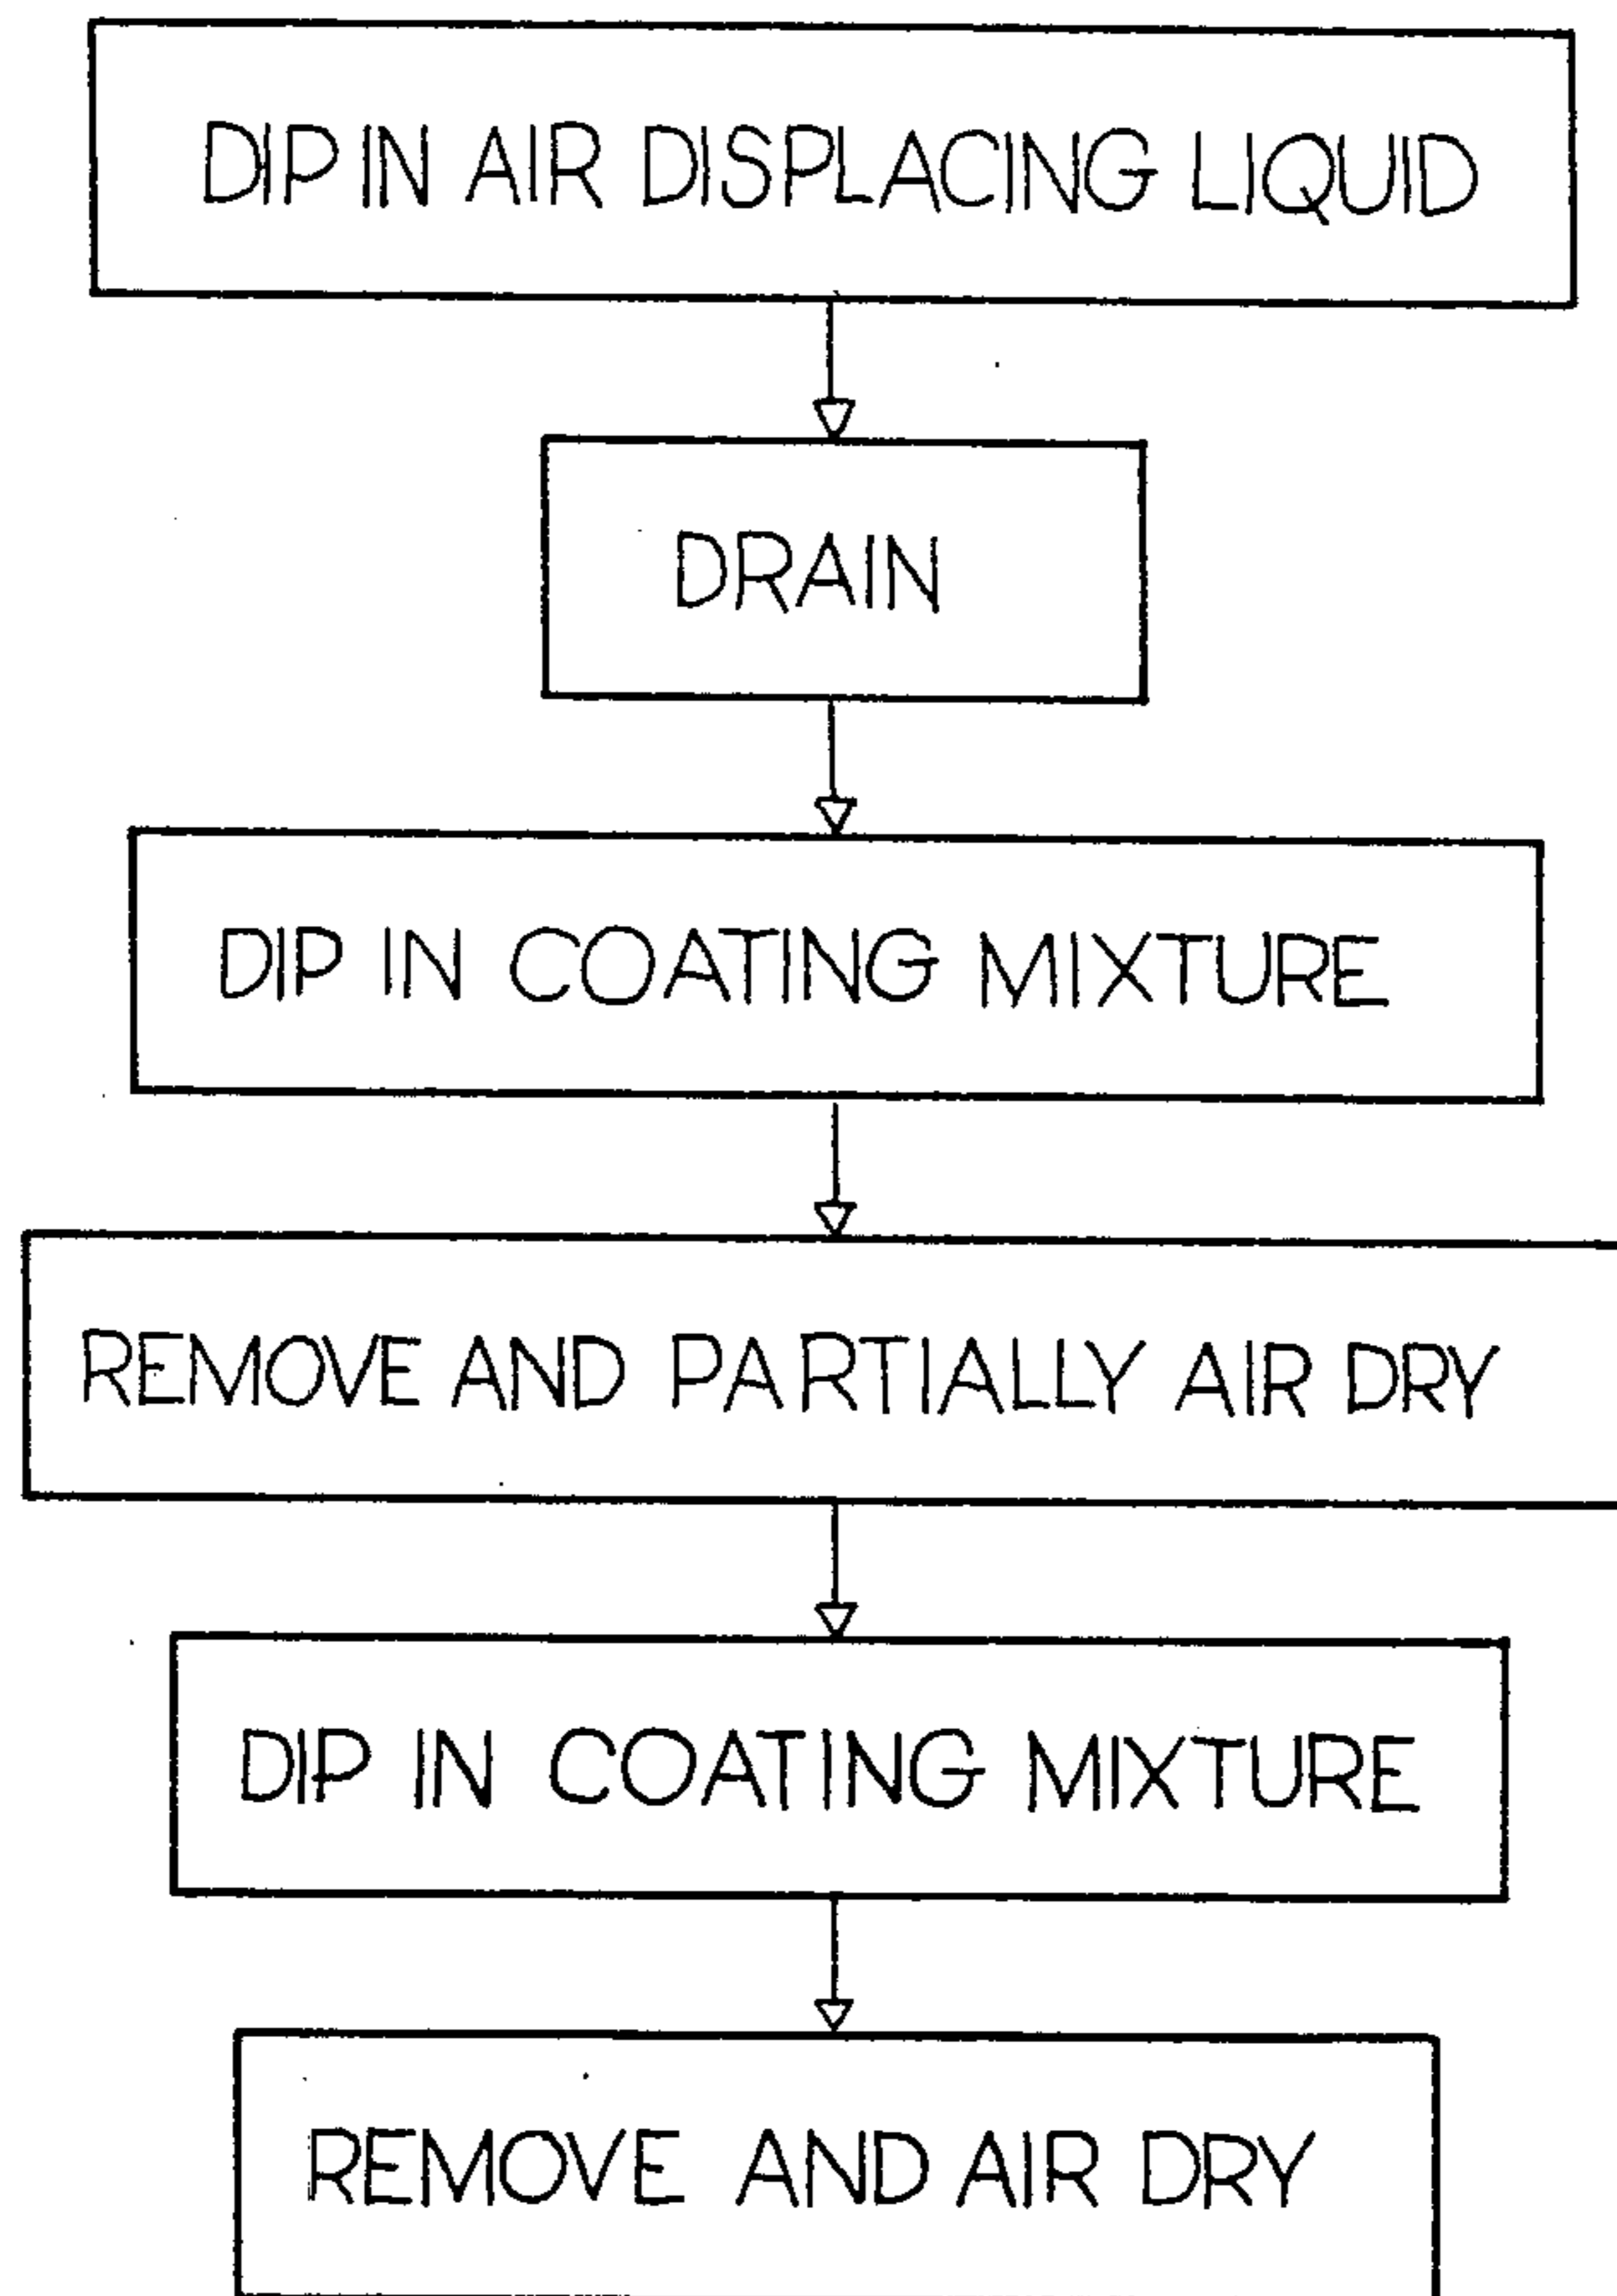 DIP IN AIR DISPLACING LIQUID
DRAIN
DIP IN COATING MIXTURE
REMOVE AND PARTIALLY AIR DRY
DIP IN COATING MIXTURE
REMOVE AND AIR DRY